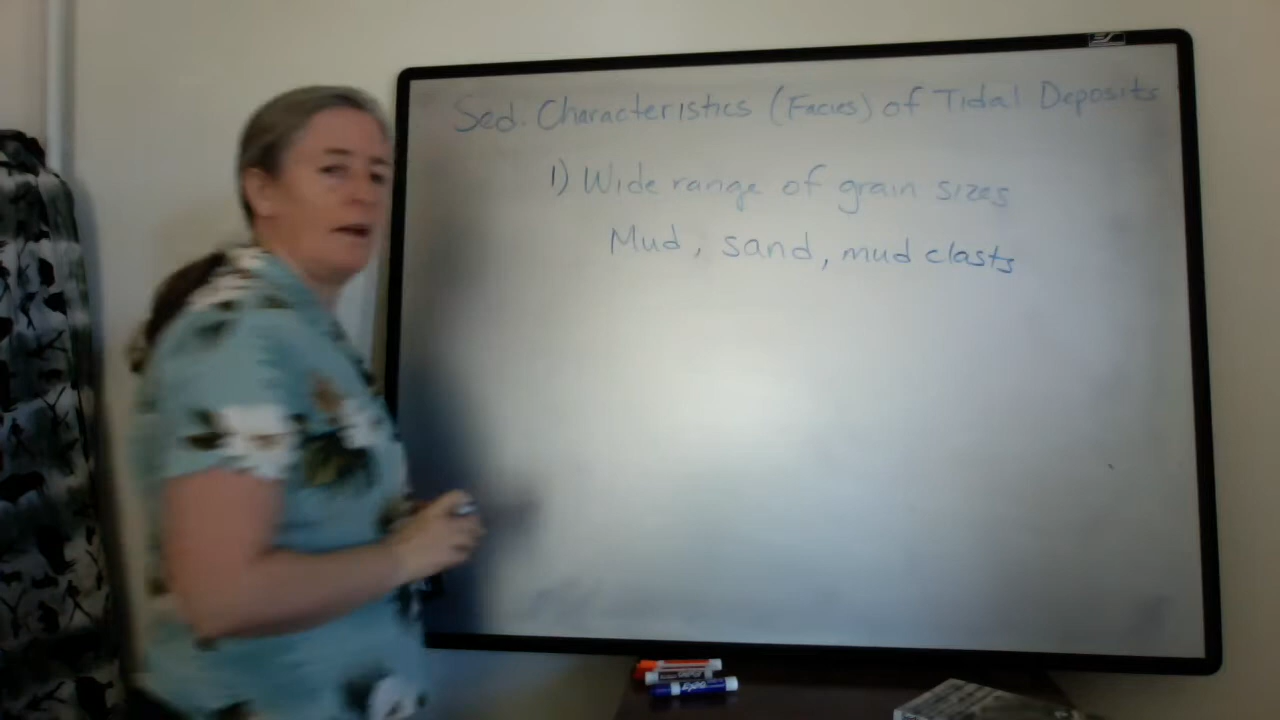 Sed. Characteristics (Facies) of Tidal Deposits
1) Wide range of grain sizes
Mud, sand, mud clasts